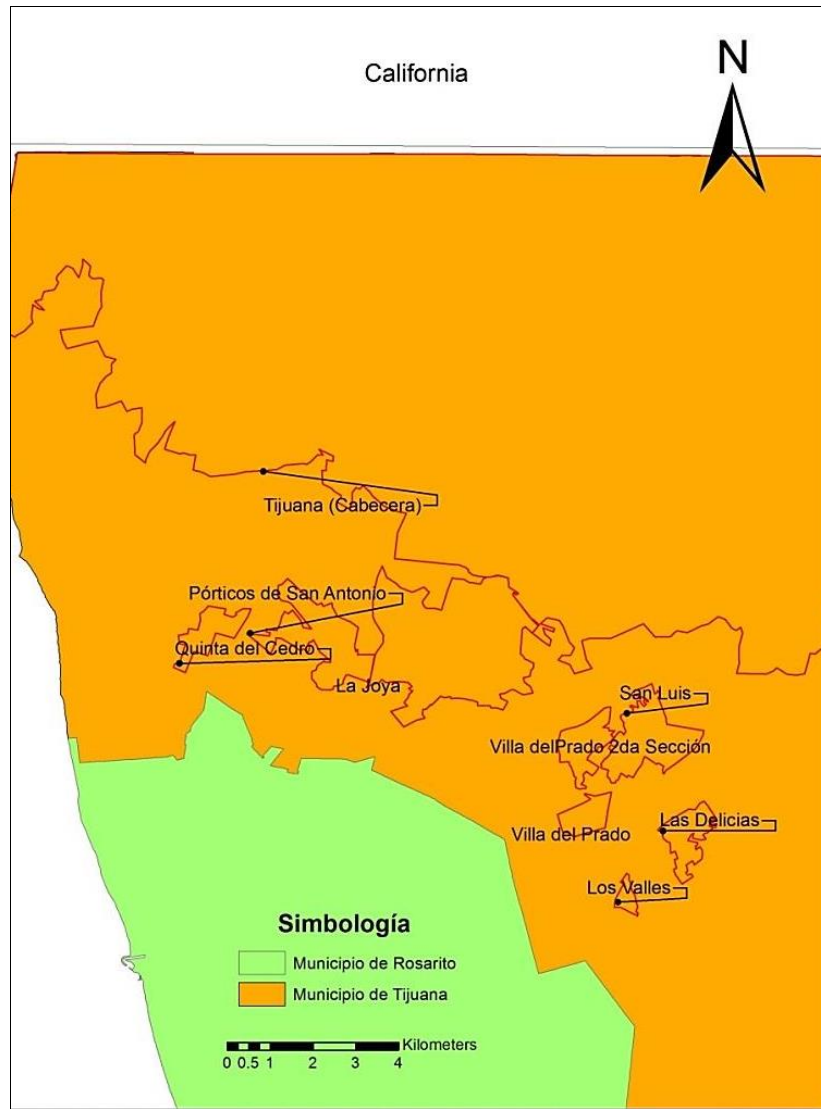 California
N
Tijuana (Cabecera)
Pórticos de San Antonio
Quinta del Cedro
La Joya
San Luis
Villa delPrado 2da Sección
Las Delicias
Villa del Prado
Los Valles
Simbología
Municipio de Rosarito
Municipio de Tijuana
Kilometers
0 0.5 1 2 3 4